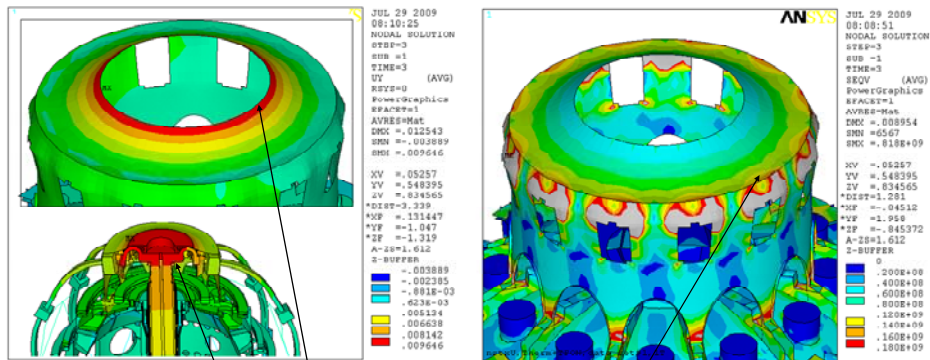 JUL 29 2009
08:10:25
NODAL SOLUTION
STEP=3
SUB =1
TIME=3
UY (AVG)
RSYS=0
PowerGraphics
EFACET=1
AVRES=Mat
DMX =.012543
SMN =-.003889
SMX =.009646
XV =.05257
YV =.548395
ZV =.834565
*DIST=3.339
*XF =.131447
*YF =-1.047
*ZF =-1.319
A-ZS=1.612
Z-BUFFER
-.003889
-.002385
-.881E-03
.623E-03
.005134
.006638
.008142
.009646
1
ANSYS
JUL 29 2009
08:08:51
NODAL SOLUTION
STEP=3
SUB =1
TIME=3
SEQV (AVG)
PowerGraphics
EFACET=1
AVRES=Mat
DMX =.008954
SMN =6567
SMX =.818E+09
XV =.05257
YV =.548395
ZV =.834565
*DIST=1.281
*XF =-.04512
*YF =1.958
*ZF =-.845372
A-ZS=1.612
Z-BUFFER
0
.200E+08
.400E+08
.600E+08
.800E+08
.120E+09
.140E+09
.160E+09
.180E+09